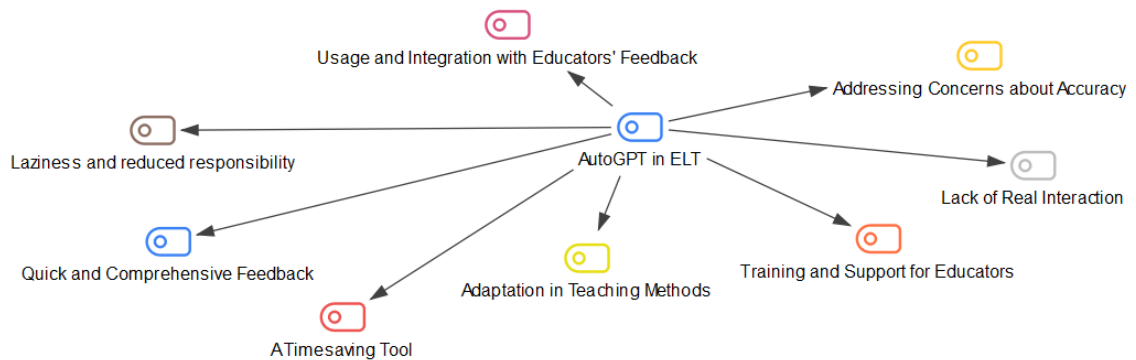 Usage and Integration with Educators' Feedback
Addressing Concerns about Accuracy
Laziness and reduced responsibility
AutoGPT in ELT
Lack of Real Interaction
Quick and Comprehensive Feedback
Training and Support for Educators
Adaptation in Teaching Methods
A Timesaving Tool